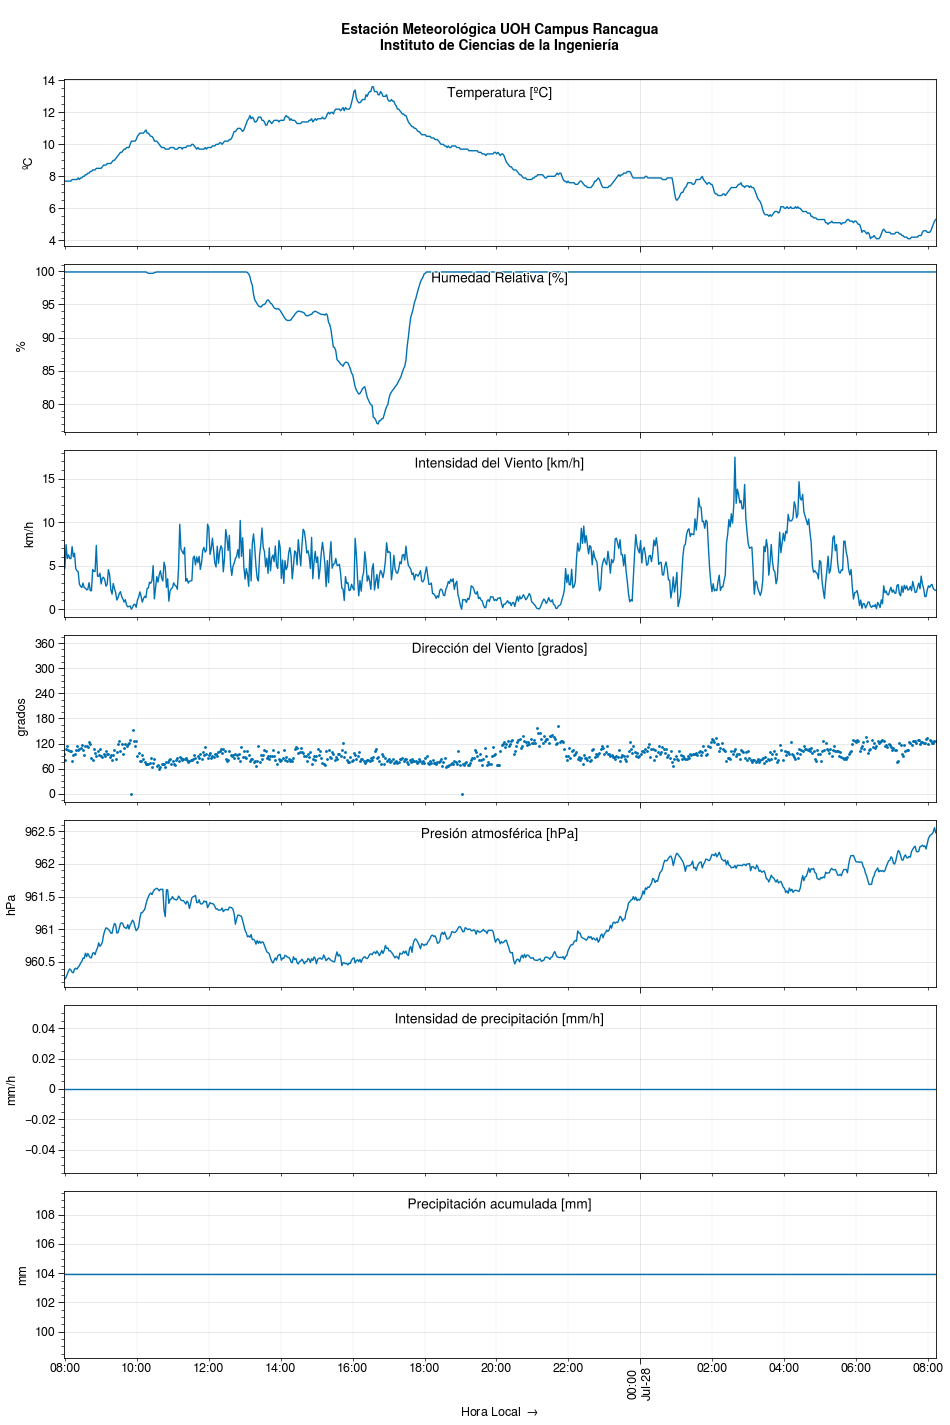 Estación Meteorológica UOH Campus Rancagua
Instituto de Ciencias de la Ingeniería
Temperatura [ºC]
ºC
14
12
10
8
6
4
Humedad Relativa [%]
%
100
95
90
85
80
Intensidad del Viento [km/h]
km/h
15
10
5
0
Dirección del Viento [grados]
grados
360
300
240
180
120
60
0
Presión atmosférica [hPa]
hPa
962.5
962
961.5
961
960.5
Intensidad de precipitación [mm/h]
mm/h
0.04
0.02
0
−0.02
−0.04
Precipitación acumulada [mm]
mm
108
106
104
102
100
08:00 10:00 12:00 14:00 16:00 18:00 20:00 22:00 00:00 02:00 04:00 06:00 08:00
Jul-28
Hora Local →